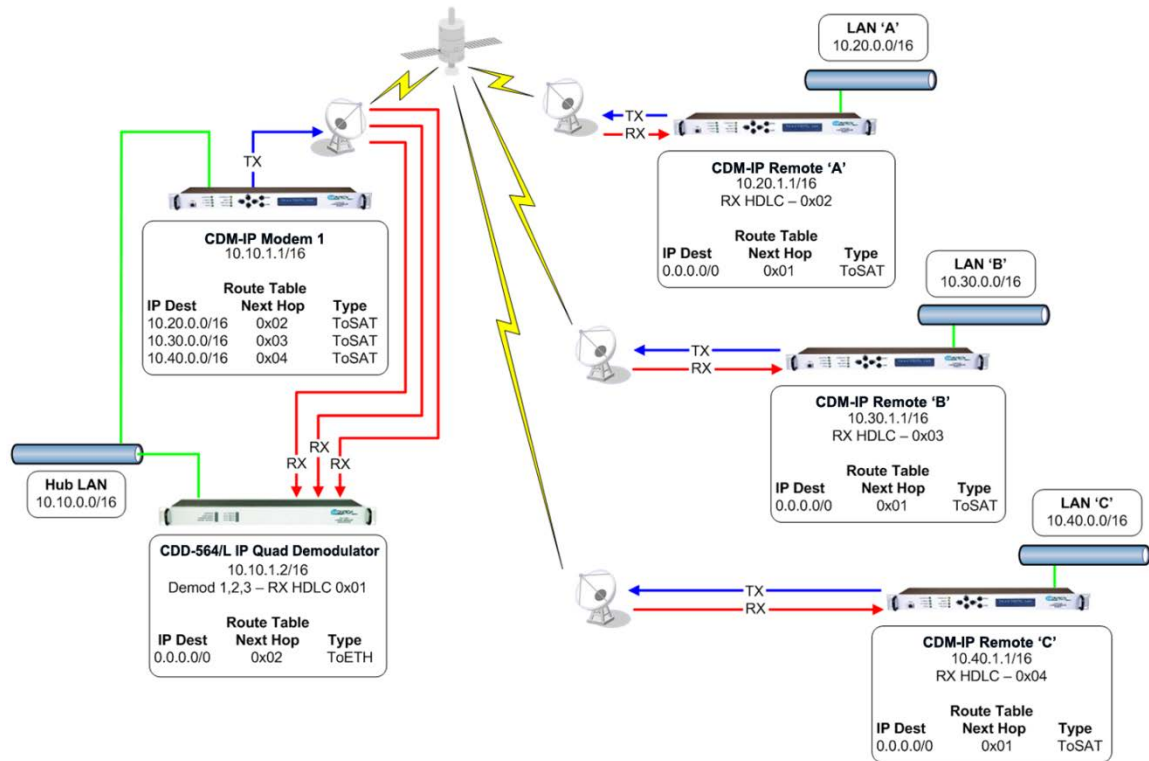 LAN ‘A’
10.20.0.0/16
TX
RX
CDM-IP Remote ‘A’
10.20.1.1/16
RX HDLC – 0x02
Route Table
IP Dest Next Hop Type
0.0.0.0/0 0x01 ToSAT
TX
CDM-IP Modem 1
10.10.1.1/16
Route Table
IP Dest Next Hop Type
10.20.0.0/16 0x02 ToSAT
10.30.0.0/16 0x03 ToSAT
10.40.0.0/16 0x04 ToSAT
LAN ‘B’
10.30.0.0/16
TX
RX
CDM-IP Remote ‘B’
10.30.1.1/16
RX HDLC – 0x03
Route Table
IP Dest Next Hop Type
0.0.0.0/0 0x01 ToSAT
RX
RX
RX
Hub LAN
10.10.0.0/16
CDD-564/L IP Quad Demodulator
10.10.1.2/16
Demod 1,2,3 – RX HDLC 0x01
Route Table
IP Dest Next Hop Type
0.0.0.0/0 0x02 ToETH
LAN ‘C’
10.40.0.0/16
TX
RX
CDM-IP Remote ‘C’
10.40.1.1/16
RX HDLC – 0x04
Route Table
IP Dest Next Hop Type
0.0.0.0/0 0x01 ToSAT